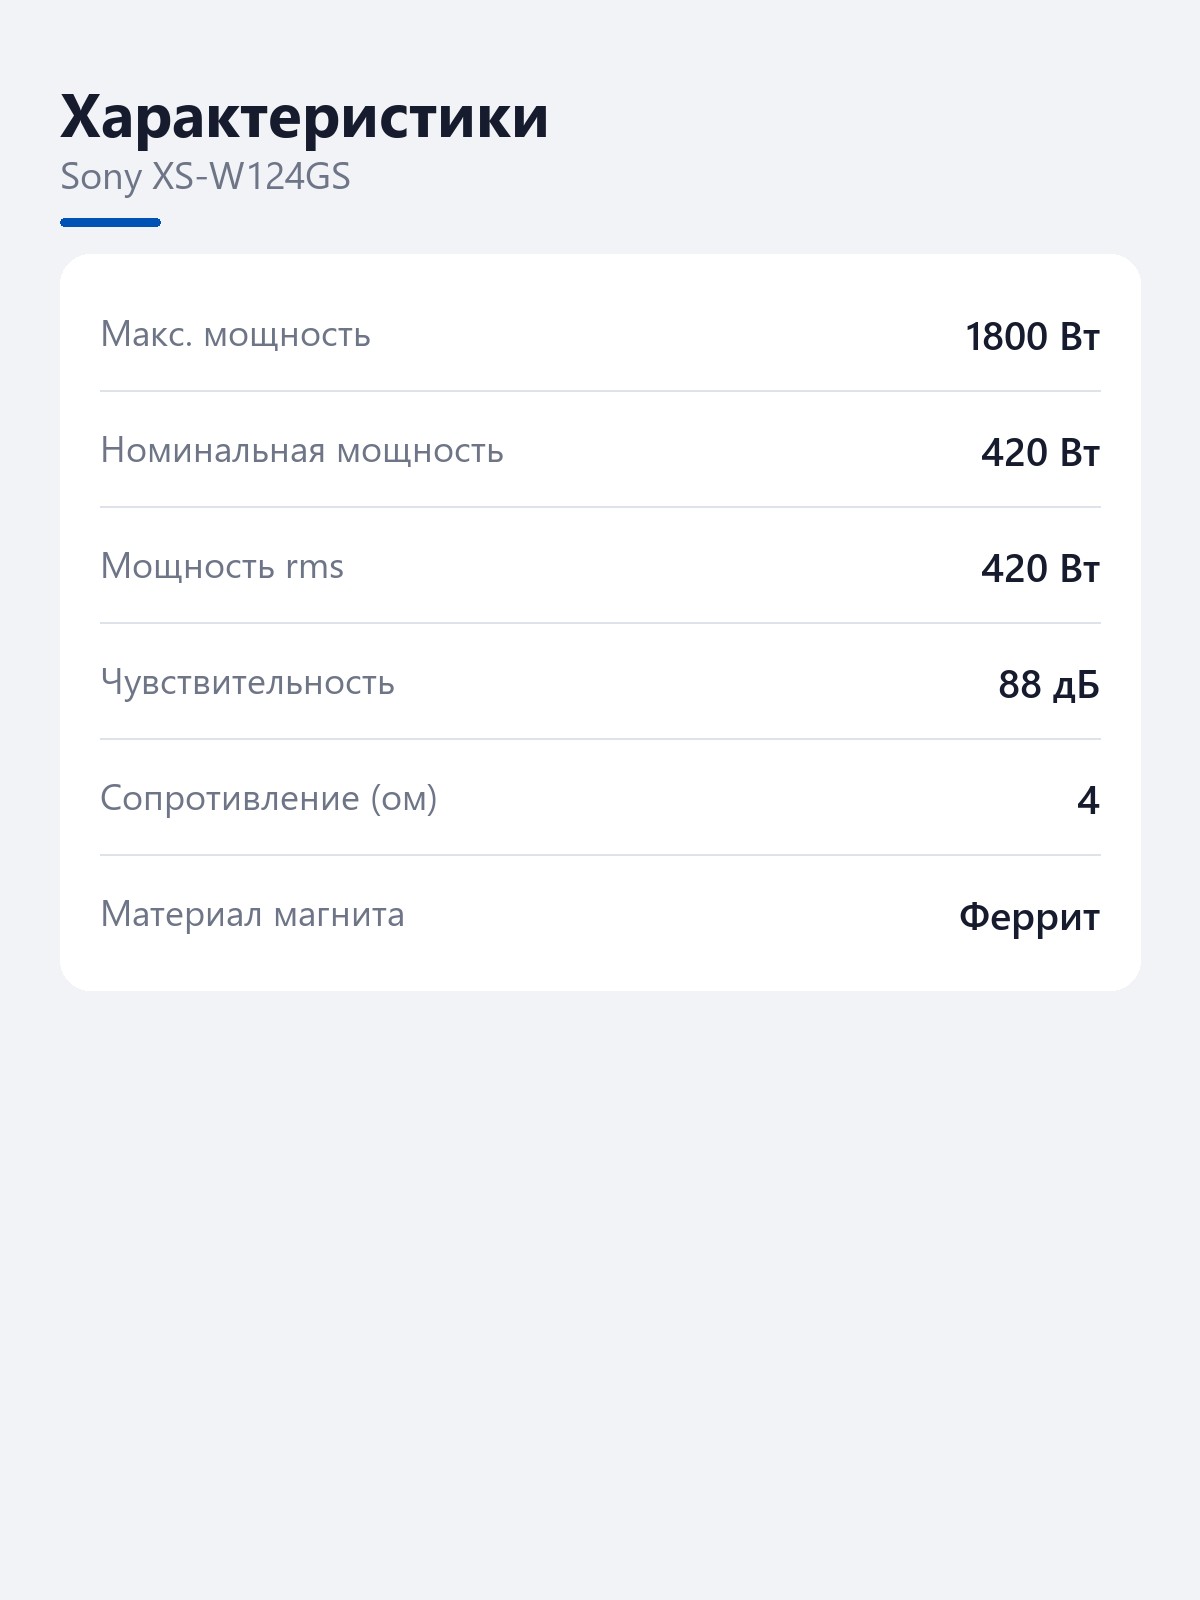 Характеристики
Sony XS-W124GS
Макс. мощность 1800 Вт
Номинальная мощность 420 Вт
Мощность rms 420 Вт
Чувствительность 88 дБ
Сопротивление (ом) 4
Материал магнита Феррит